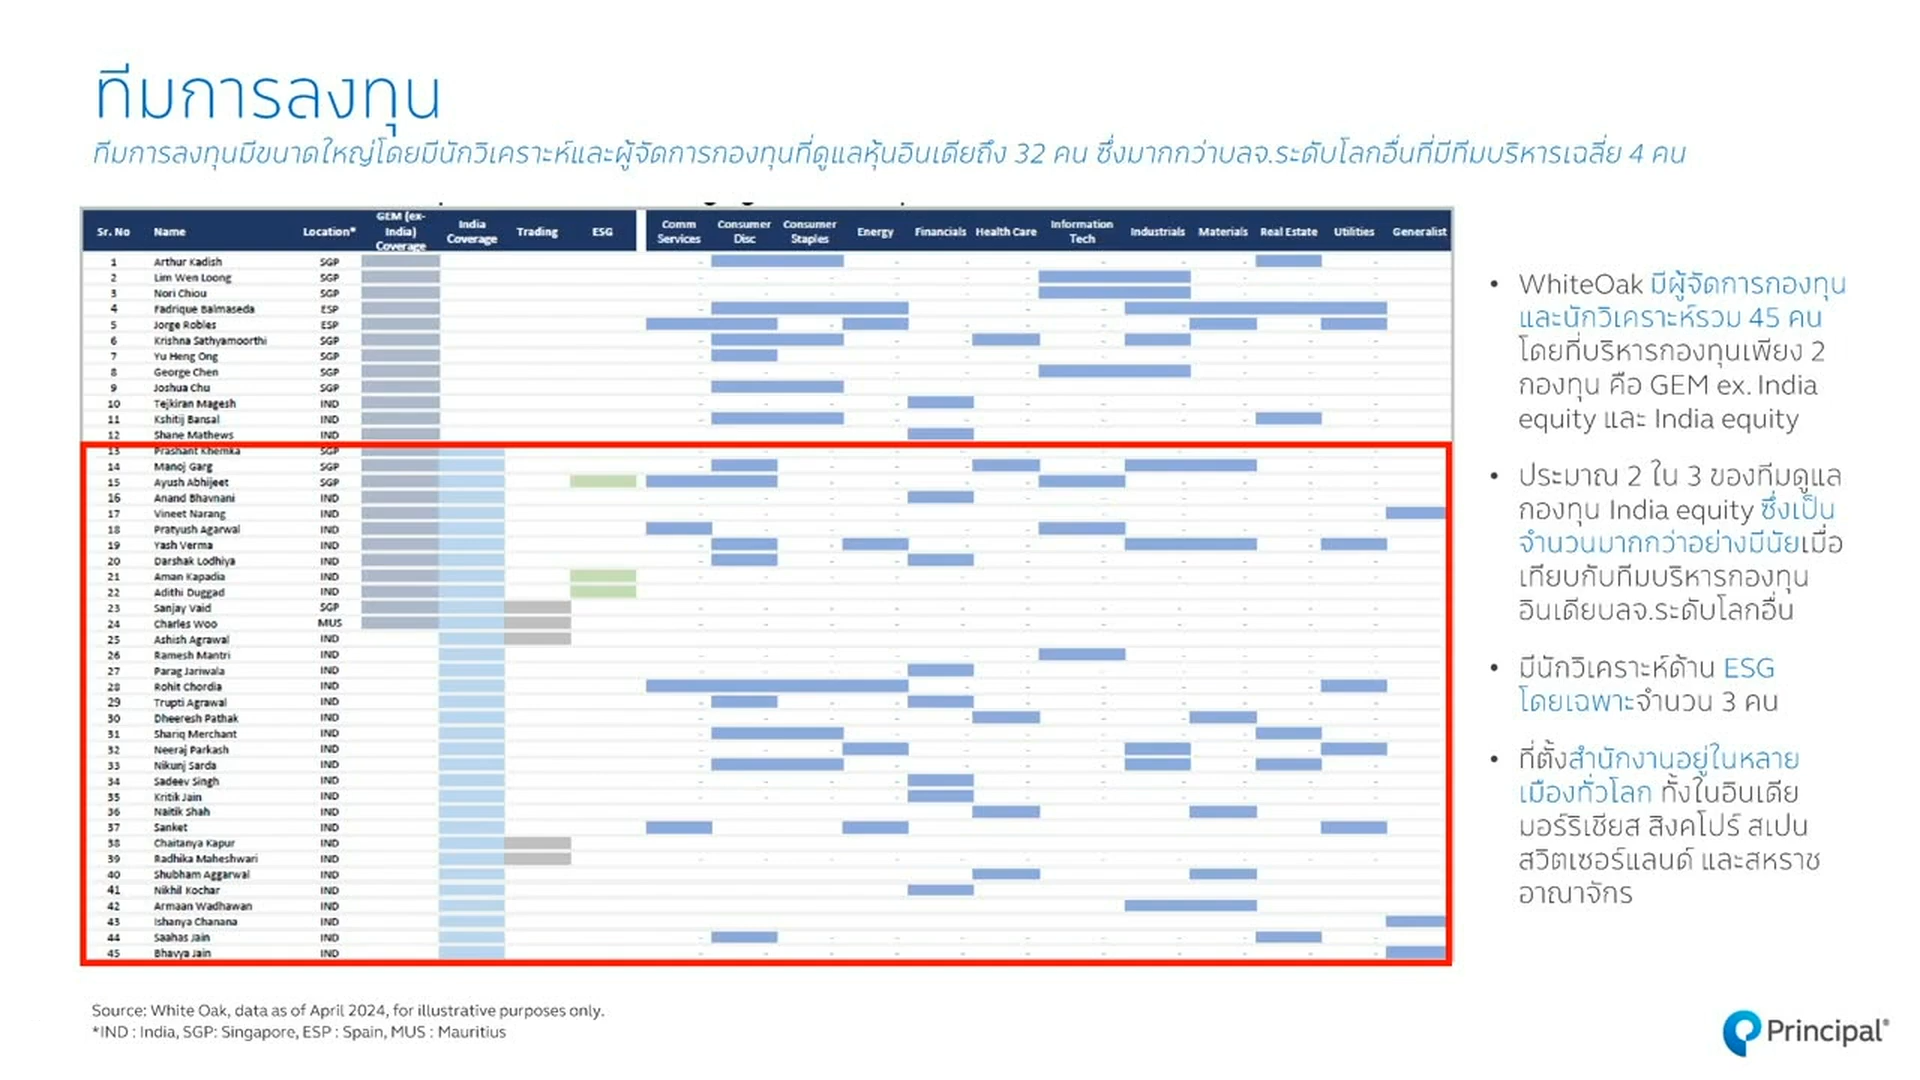 ทีมการลงทุน
ทีมการลงทุนมีขนาดใหญ่โดยมีนักวิเคราะห์และผู้จัดการกองทุนที่ดูแลหุ้นอินเดียถึง 32 คน ซึ่งมากกว่าบลจ.ระดับโลกอื่นที่มีทีมบริหารเฉลี่ย 4 คน
Sr. No Name Location* GEM (ex-India) Coverage India Coverage Trading ESG Comm Services Consumer Disc Consumer Staples Energy Financials Health Care Information Tech Industrials Materials Real Estate Utilities Generalist
1 Arthur Kadish SGP
2 Lim Wen Loong SGP
3 Nori Chiou SGP
4 Fadrique Balmaseda ESP
5 Jorge Robles ESP
6 Krishna Sathyamoorthi SGP
7 Yu Heng Ong SGP
8 George Chen SGP
9 Joshua Chu SGP
10 Tejkiran Magesh IND
11 Kshitij Bansal IND
12 Shane Mathews IND
13 Prashant Khemka SGP
14 Manoj Garg SGP
15 Ayush Abhijeet SGP
16 Anand Bhavnani IND
17 Vineet Narang IND
18 Pratyush Agarwal IND
19 Yash Verma IND
20 Darshak Lodhiya IND
21 Aman Kapadia IND
22 Adithi Duggad IND
23 Sanjay Vaid SGP
24 Charles Woo MUS
25 Ashish Agrawal IND
26 Ramesh Mantri IND
27 Parag Jariwala IND
28 Rohit Chordia IND
29 Trupti Agrawal IND
30 Dheeresh Pathak IND
31 Shariq Merchant IND
32 Neeraj Parkash IND
33 Nikunj Sarda IND
34 Sadeev Singh IND
35 Kritik Jain IND
36 Naitik Shah IND
37 Sanket IND
38 Chaitanya Kapur IND
39 Radhika Maheshwari IND
40 Shubham Aggarwal IND
41 Nikhil Kochar IND
42 Armaan Wadhawan IND
43 Ishanya Chanana IND
44 Saahas Jain IND
45 Bhavya Jain IND
• WhiteOak มีผู้จัดการกองทุน
และนักวิเคราะห์รวม 45 คน
โดยที่บริหารกองทุนเพียง 2
กองทุน คือ GEM ex. India
equity และ India equity
• ประมาณ 2 ใน 3 ของทีมดูแล
กองทุน India equity ซึ่งเป็น
จำนวนมากกว่าอย่างมีนัยเมื่อ
เทียบกับทีมบริหารกองทุน
อินเดียบลจ.ระดับโลกอื่น
• มีนักวิเคราะห์ด้าน ESG
โดยเฉพาะจำนวน 3 คน
• ที่ตั้งสำนักงานอยู่ในหลาย
เมืองทั่วโลก ทั้งในอินเดีย
มอร์ริเชียส สิงคโปร์ สเปน
สวิตเซอร์แลนด์ และสหราช
อาณาจักร
Source: White Oak, data as of April 2024, for illustrative purposes only.
*IND : India, SGP: Singapore, ESP : Spain, MUS : Mauritius
Principal®